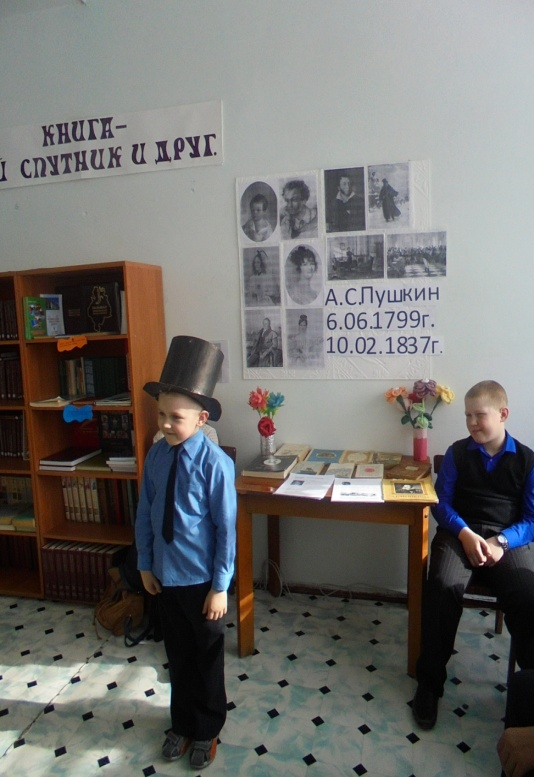 КНИГА–
Й СПУТНИК И ДРУГ.
А.С.Пушкин
6.06.1799г.
10.02.1837г.